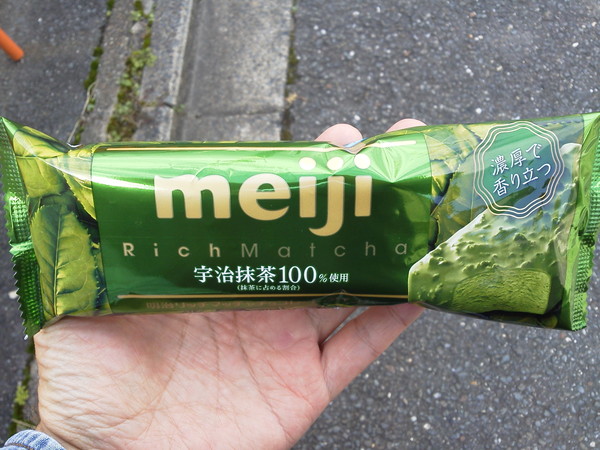 meiji
RichMatcha
宇治抹茶100%使用
(抹茶に占める割合)
濃厚で
香り立つ